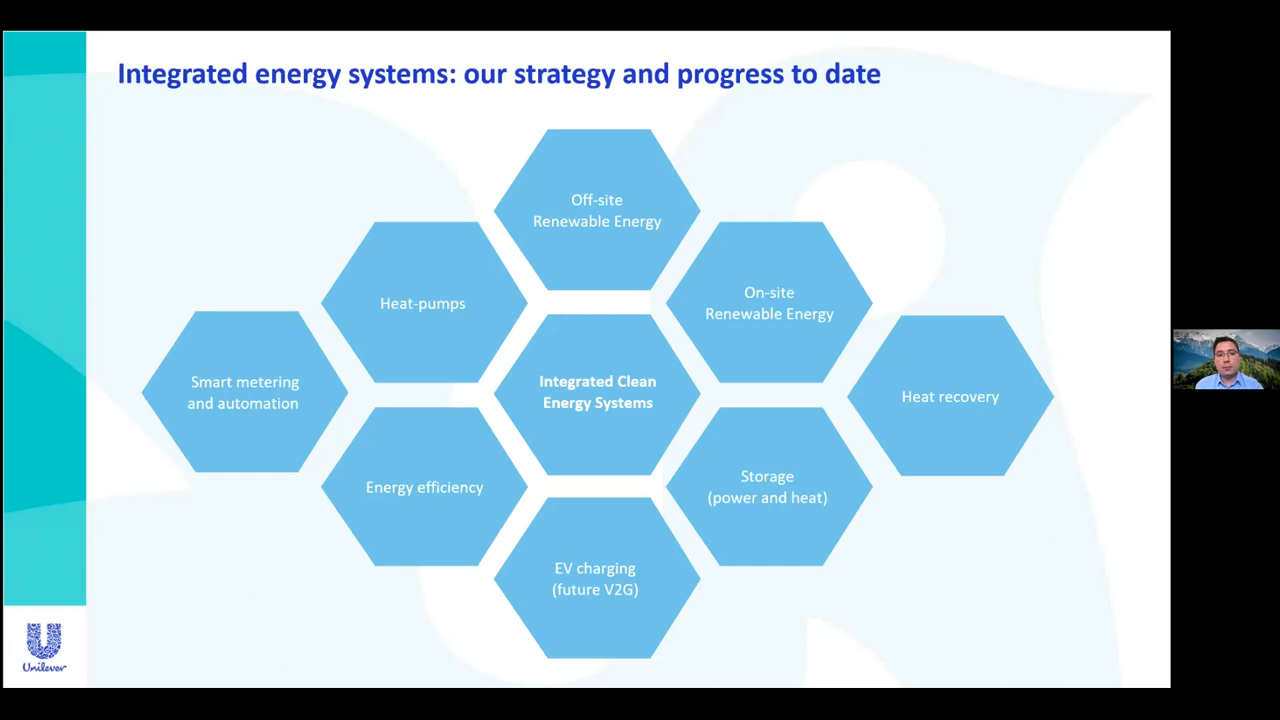 Integrated energy systems: our strategy and progress to date
Off-site
Renewable Energy
Heat-pumps
On-site
Renewable Energy
Smart metering
and automation
Integrated Clean
Energy Systems
Heat recovery
Energy efficiency
Storage
(power and heat)
EV charging
(future V2G)
Unilever